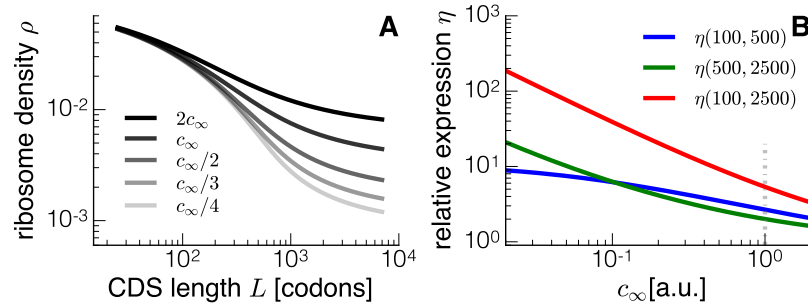 A
ribosome density ρ
10⁻²
10⁻³
2c∞
c∞
c∞/2
c∞/3
c∞/4
10²
10³
10⁴
CDS length L [codons]
B
relative expression η
10³
10²
10¹
10⁰
η(100, 500)
η(500, 2500)
η(100, 2500)
10⁻¹
10⁰
c∞[a.u.]